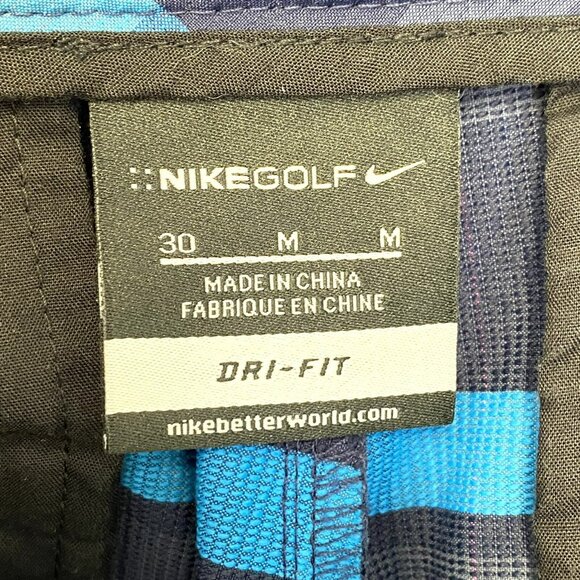 NIKEGOLF
30 M M
MADE IN CHINA
FABRIQUE EN CHINE
DRI-FIT
nikebetterworld.com